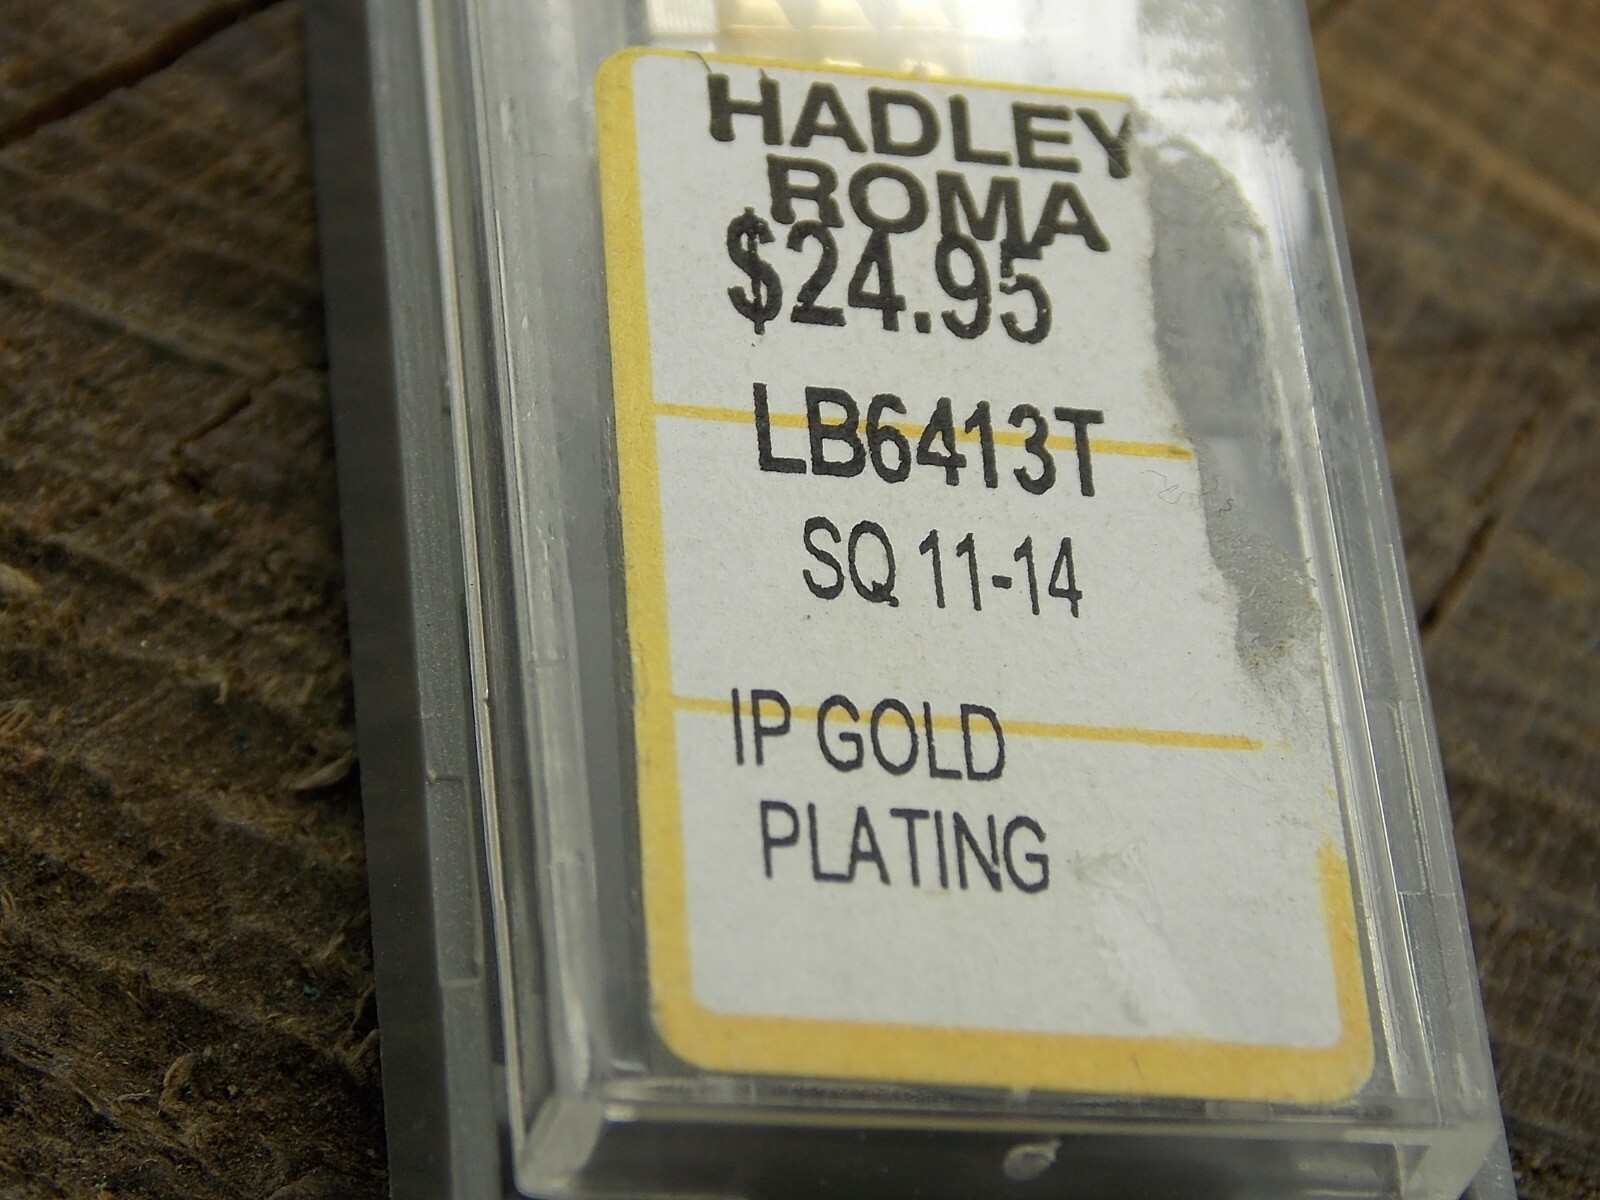 HADLEY
ROMA
$24.95
LB6413T
SQ 11-14
IP GOLD
PLATING